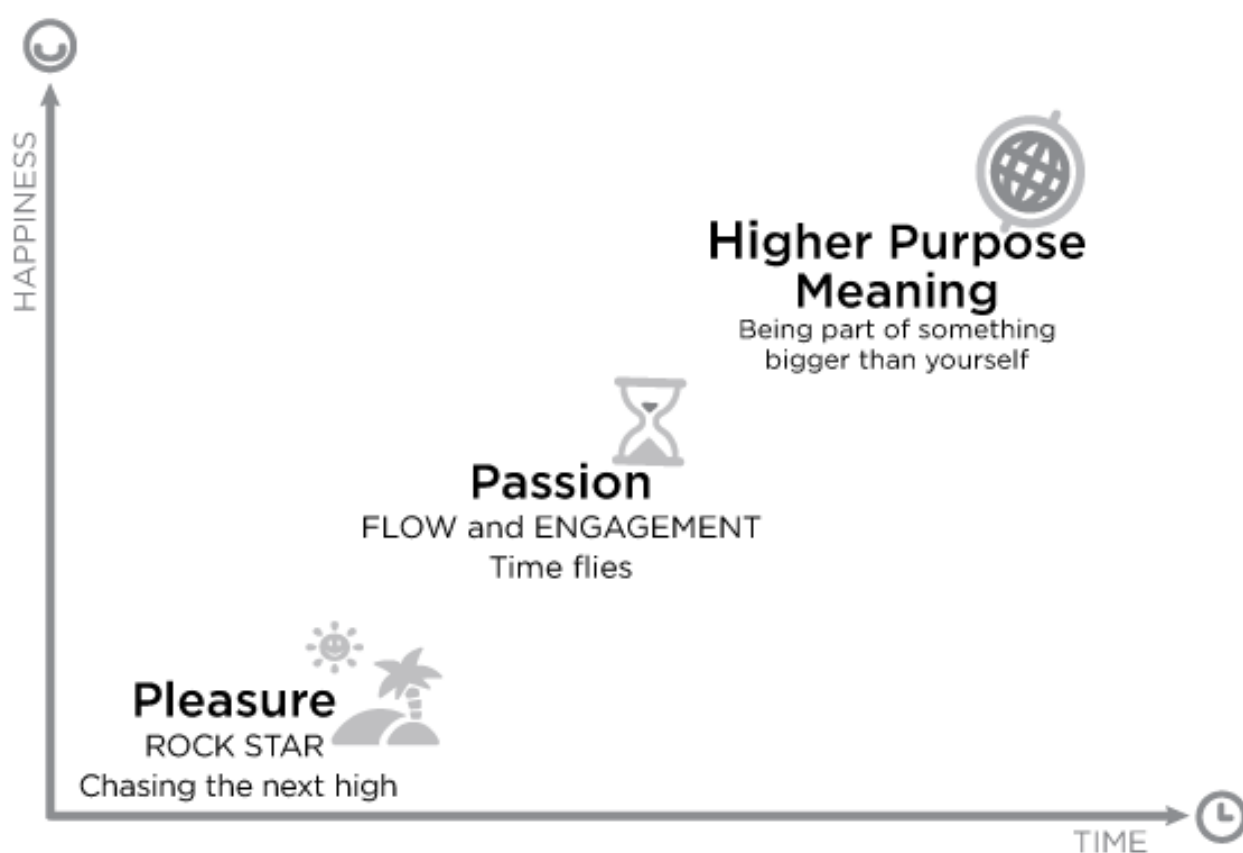 HAPPINESS
Higher Purpose
Meaning
Being part of something
bigger than yourself
Passion
FLOW and ENGAGEMENT
Time flies
Pleasure
ROCK STAR
Chasing the next high
TIME